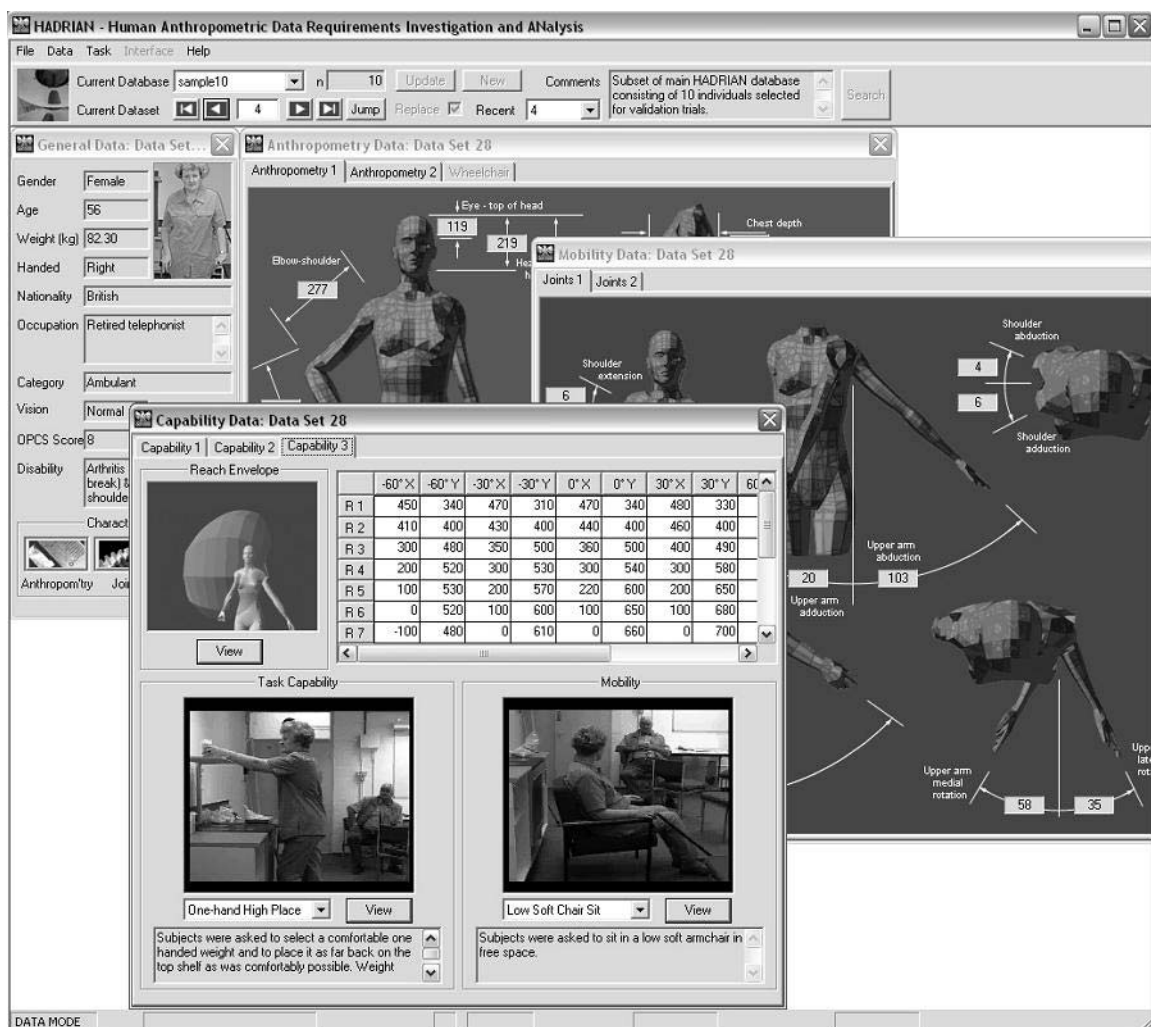 HADRIAN - Human Anthropometric Data Requirements Investigation and ANalysis
File Data Task Interface Help
Current Database sample10 n 10 Update New Comments
Subset of main HADRIAN database
consisting of 10 individuals selected
for validation trials.
Search
Current Dataset 4 Jump Replace Recent 4
General Data: Data Set...
Gender Female
Age 56
Weight (kg) 82.30
Handed Right
Nationality British
Occupation Retired telephonist
Category Ambulant
Vision Normal
OPCS Score 8
Disability Arthritis
break) &
shoulde
Charact
Anthropom'try Joi
Anthropometry Data: Data Set 28
Anthropometry 1 Anthropometry 2 Wheelchair
Eye - top of head
119
219
Chest depth
Elbow-shoulder
277
Mobility Data: Data Set 28
Joints 1 Joints 2
Shoulder
extension
6
Shoulder
abduction
4
6
Shoulder
adduction
Upper arm
abduction
20 103
Upper arm
adduction
Upper arm
medial
rotation
58 35
Capability Data: Data Set 28
Capability 1 Capability 2 Capability 3
Reach Envelope
View
-60° X -60° Y -30° X -30° Y 0° X 0° Y 30° X 30° Y 60
R 1 450 340 470 310 470 340 480 330
R 2 410 400 430 400 440 400 460 400
R 3 300 480 350 500 360 500 400 490
R 4 200 520 300 530 300 540 300 580
R 5 100 530 200 570 220 600 200 650
R 6 0 520 100 600 100 650 100 680
R 7 -100 480 0 610 0 660 0 700
Task Capability
One-hand High Place View
Subjects were asked to select a comfortable one
handed weight and to place it as far back on the
top shelf as was comfortably possible. Weight
Mobility
Low Soft Chair Sit View
Subjects were asked to sit in a low soft armchair in
free space.
DATA MODE